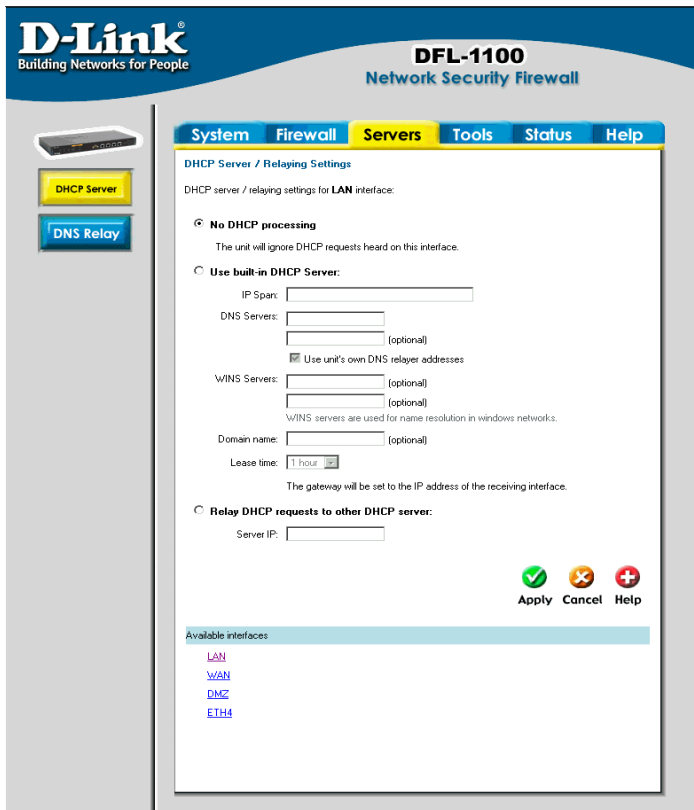 D-Link®
Building Networks for People
DFL-1100
Network Security Firewall
System Firewall Servers Tools Status Help
DHCP Server
DNS Relay
DHCP Server / Relaying Settings
DHCP server / relaying settings for LAN interface:
No DHCP processing
The unit will ignore DHCP requests heard on this interface.
Use built-in DHCP Server:
IP Span:
DNS Servers:
(optional)
Use unit's own DNS relayer addresses
WINS Servers: (optional)
(optional)
WINS servers are used for name resolution in windows networks.
Domain name: (optional)
Lease time: 1 hour
The gateway will be set to the IP address of the receiving interface.
Relay DHCP requests to other DHCP server:
Server IP:
Apply Cancel Help
Available interfaces
LAN
WAN
DMZ
ETH4